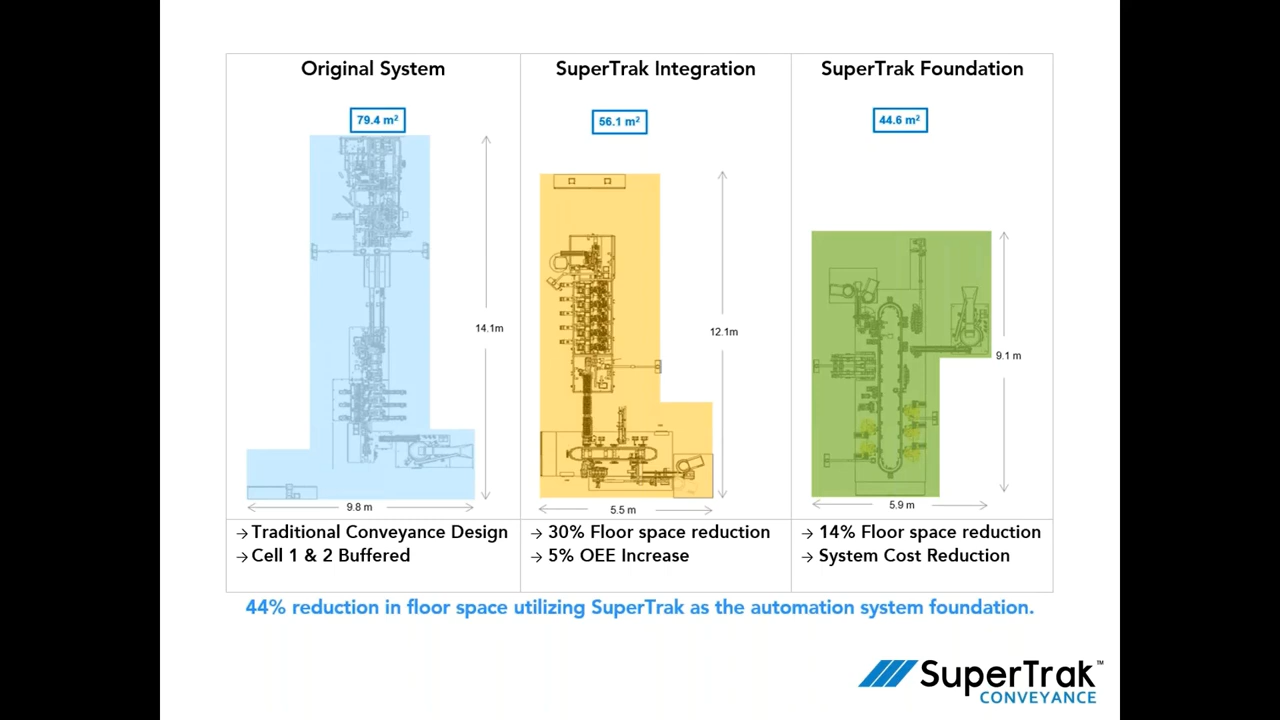 Original System
79.4 m²
14.1m
9.8 m
→ Traditional Conveyance Design
→ Cell 1 & 2 Buffered
SuperTrak Integration
56.1 m²
12.1m
5.5 m
→ 30% Floor space reduction
→ 5% OEE Increase
SuperTrak Foundation
44.6 m²
9.1 m
5.9 m
→ 14% Floor space reduction
→ System Cost Reduction
44% reduction in floor space utilizing SuperTrak as the automation system foundation.
SuperTrak™
CONVEYANCE